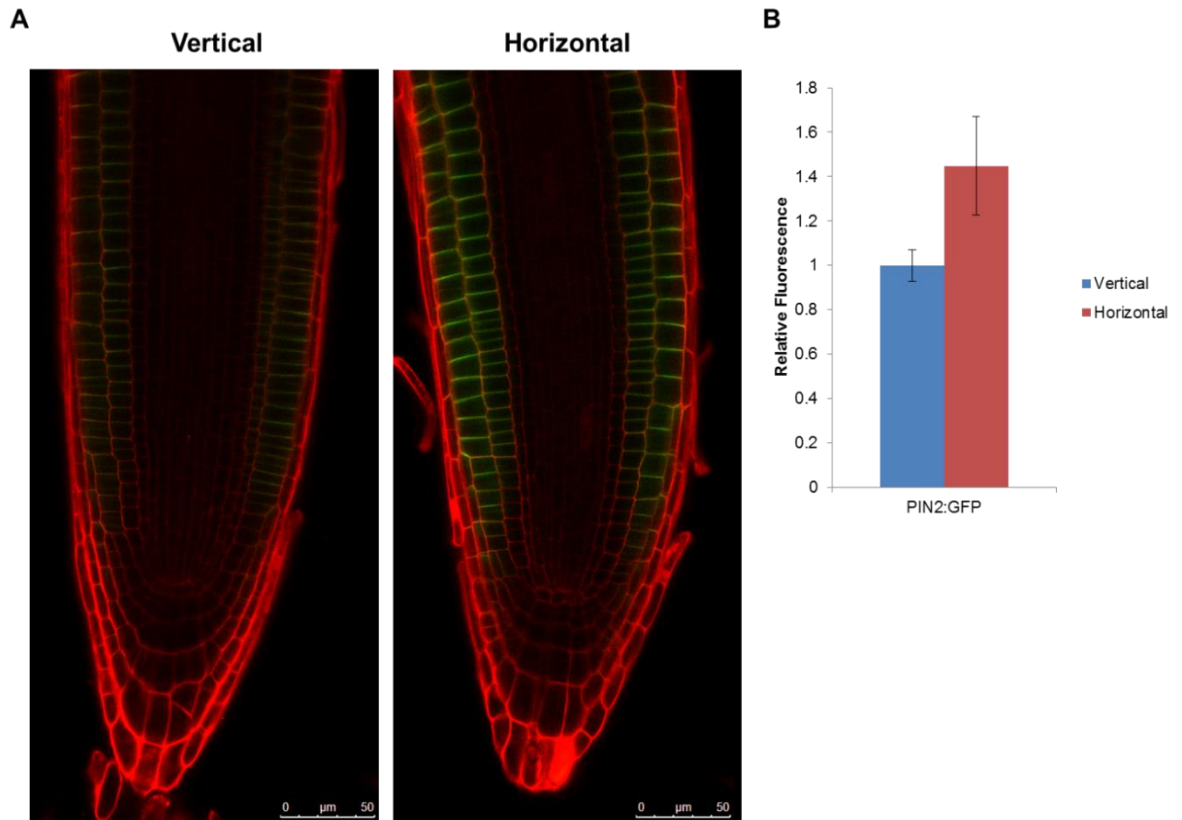 A
Vertical
Horizontal
0 µm 50
0 µm 50
B
Relative Fluorescence
1.8
1.6
1.4
1.2
1
0.8
0.6
0.4
0.2
0
PIN2:GFP
Vertical
Horizontal